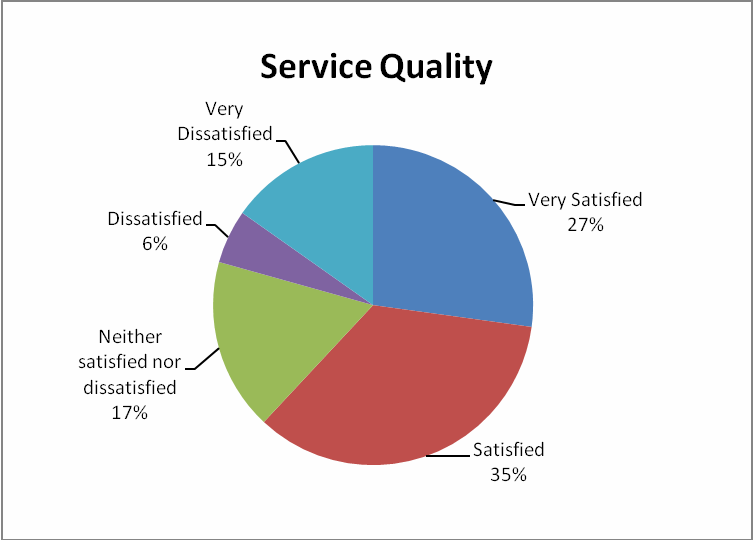 Service Quality
Very
Dissatisfied
15%
Very Satisfied
27%
Dissatisfied
6%
Neither
satisfied nor
dissatisfied
17%
Satisfied
35%